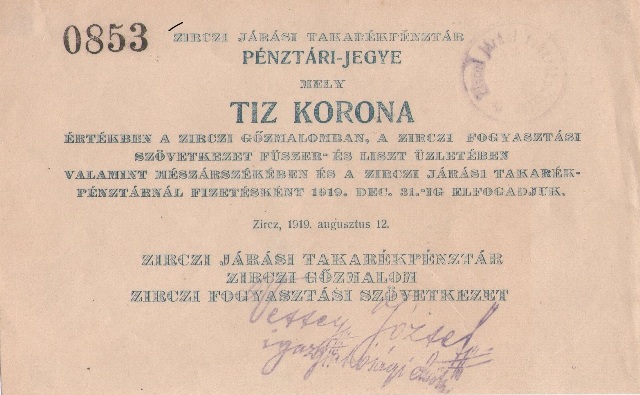 0853
ZIRCZI JÁRÁSI TAKARÉKPÉNZTÁR
PÉNZTÁRI-JEGYE
MELY
TIZ KORONA
ÉRTÉKBEN A ZIRCZI GŐZMALOMBAN, A ZIRCZI FOGYASZTÁSI
SZÖVETKEZET FÜSZER- ÉS LISZT ÜZLETÉBEN
VALAMINT MÉSZÁRSZÉKÉBEN ÉS A ZIRCZI JÁRÁSI TAKARÉK-
PÉNZTÁRNÁL FIZETÉSKÉNT 1919. DEC. 31.-IG ELFOGADJUK.
Zircz, 1919. augusztus 12.
ZIRCZI JÁRÁSI TAKARÉKPÉNZTÁR
ZIRCZI GŐZMALOM
ZIRCZI FOGYASZTÁSI SZÖVETKEZET
József